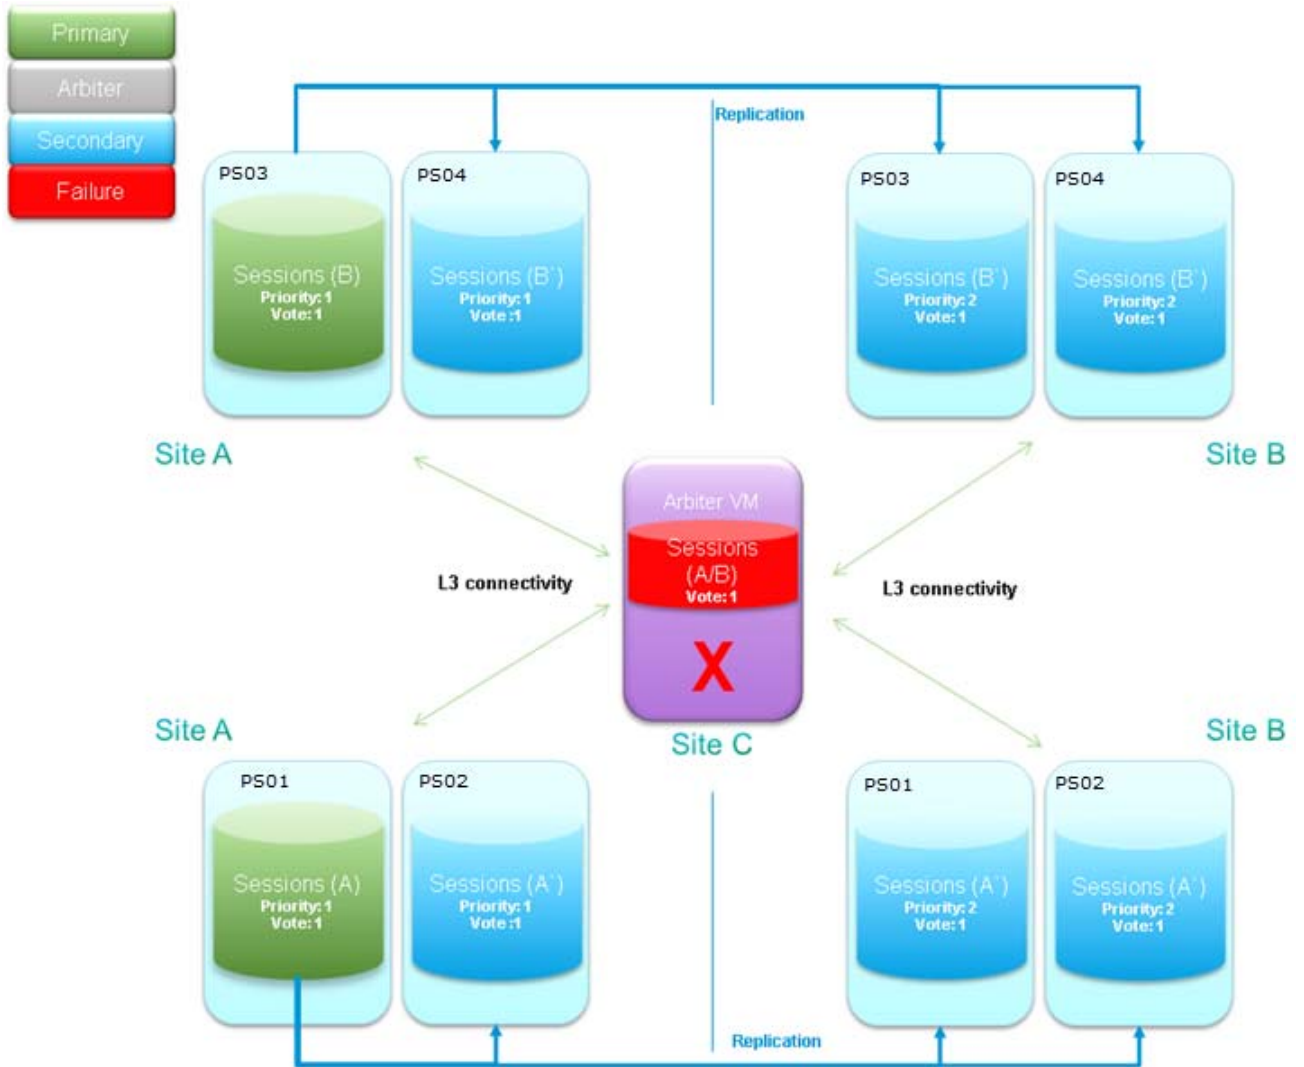 Primary
Arbiter
Secondary
Failure
Replication
PS03
Sessions (B)
Priority: 1
Vote: 1
PS04
Sessions (B`)
Priority: 1
Vote :1
PS03
Sessions (B`)
Priority: 2
Vote: 1
PS04
Sessions (B`)
Priority: 2
Vote: 1
Site A
Site B
Arbiter VM
Sessions
(A/B)
Vote: 1
X
L3 connectivity
L3 connectivity
Site A
Site C
Site B
PS01
Sessions (A)
Priority: 1
Vote: 1
PS02
Sessions (A`)
Priority: 1
Vote :1
PS01
Sessions (A`)
Priority: 2
Vote: 1
PS02
Sessions (A`)
Priority: 2
Vote: 1
Replication